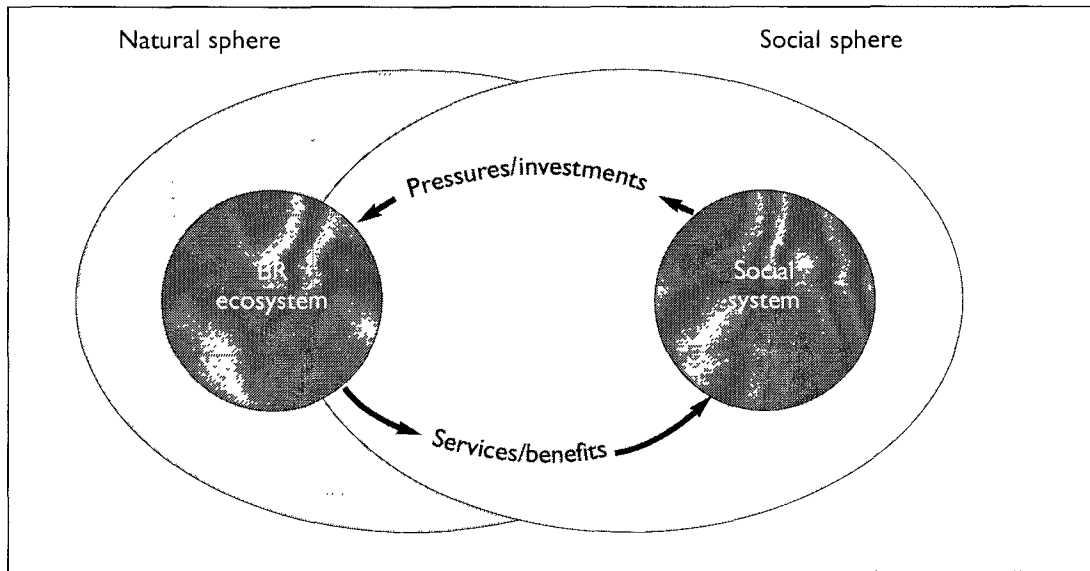 Natural sphere
Social sphere
Pressures/investments
BR
ecosystem
Social
system
Services/benefits